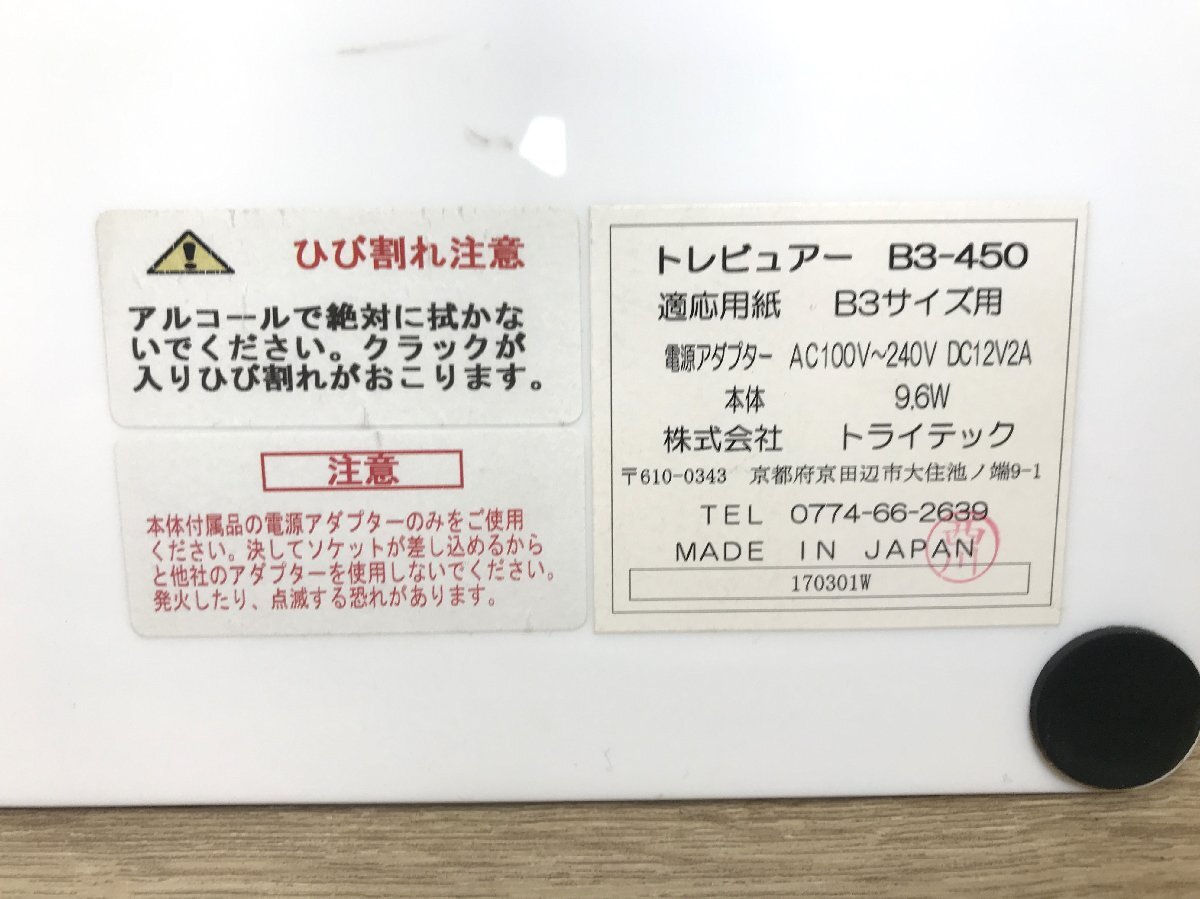 ひび割れ注意
アルコールで絶対に拭かな
いでください。クラックが
入りひび割れがおこります。
注意
本体付属品の電源アダプターのみをご使用
ください。決してソケットが差し込めるから
と他社のアダプターを使用しないでください。
発火したり、点滅する恐れがあります。
トレビュアー B3-450
適応用紙 B3サイズ用
電源アダプター AC100V~240V DC12V2A
本体 9.6W
株式会社 トライテック
〒610-0343 京都府京田辺市大住池ノ端9-1
TEL 0774-66-2639
MADE IN JAPAN
170301W